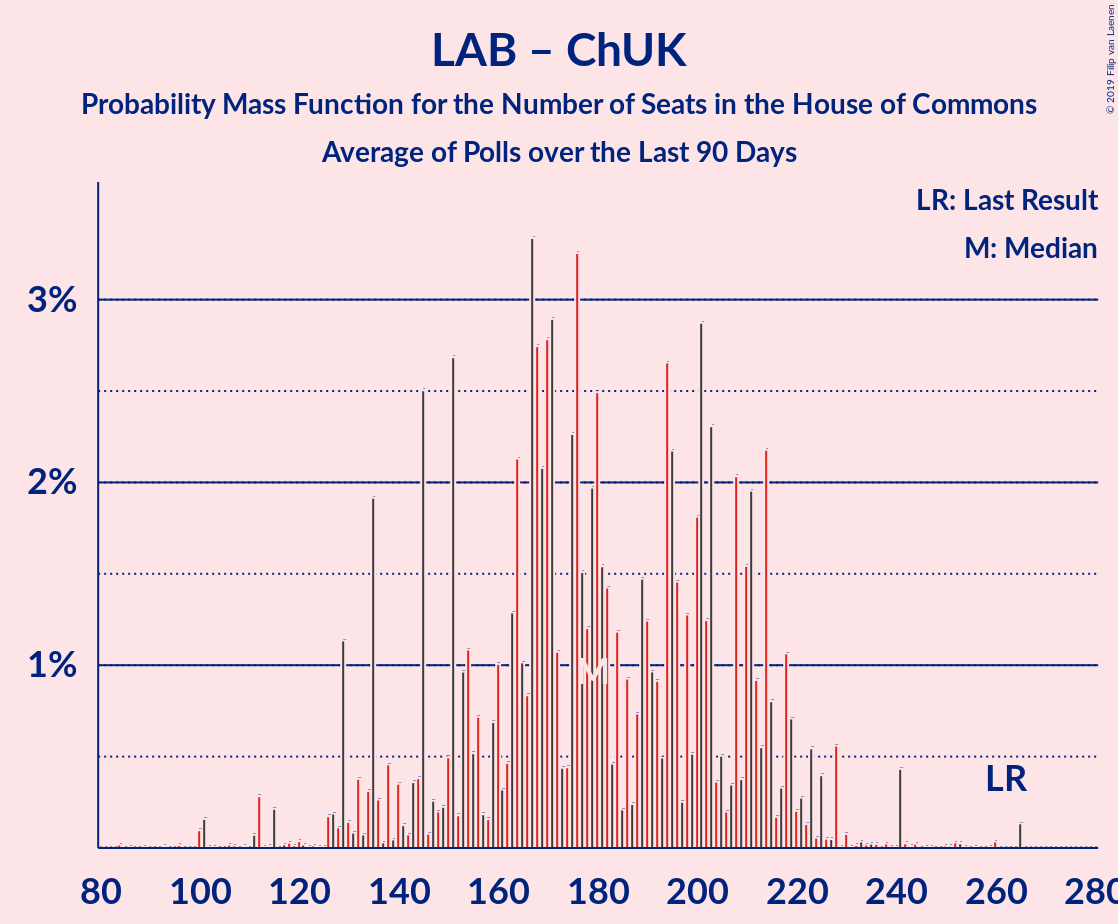 LAB – ChUK
Probability Mass Function for the Number of Seats in the House of Commons
Average of Polls over the Last 90 Days
© 2019 Filip van Laenen
LR: Last Result
M: Median
3%
2%
1%
M
LR
80 100 120 140 160 180 200 220 240 260 280